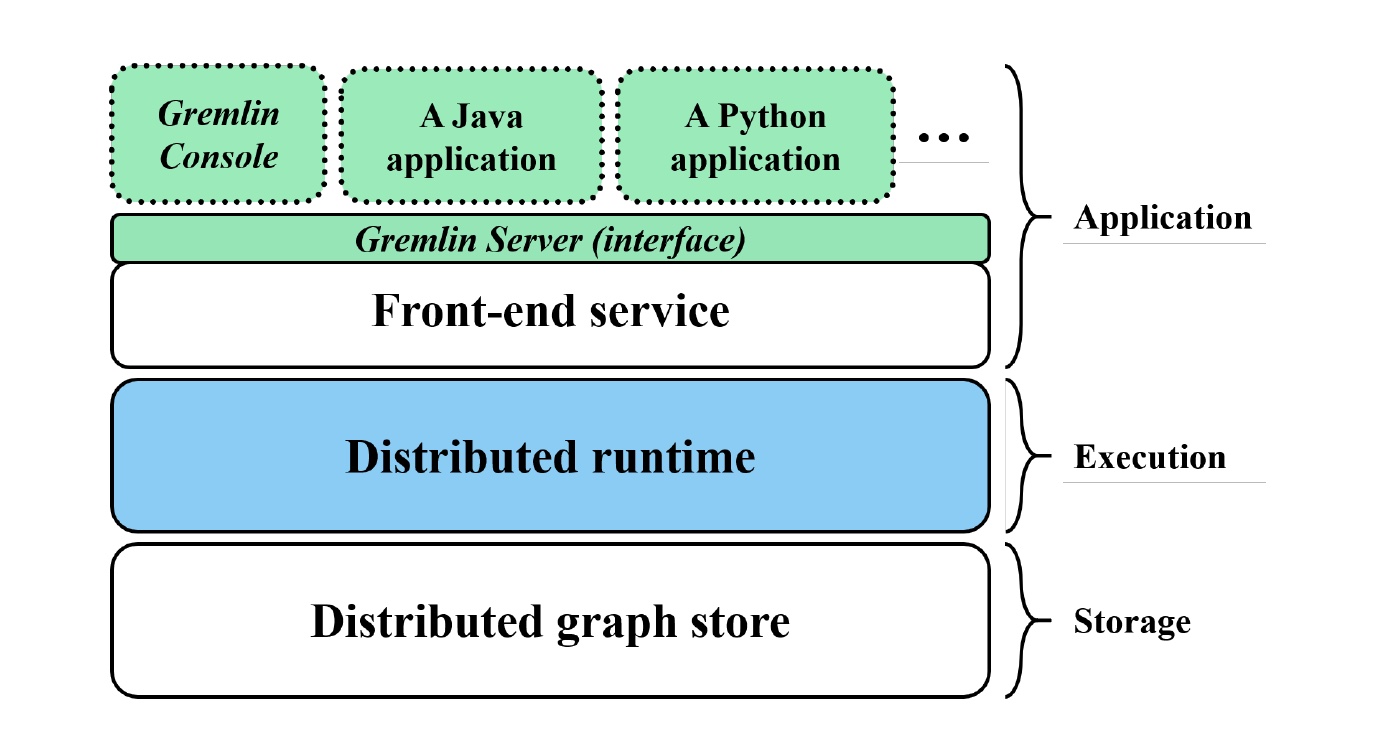 Gremlin
Console
A Java
application
A Python
application
...
Gremlin Server (interface)
Front-end service
Distributed runtime
Distributed graph store
Application
Execution
Storage